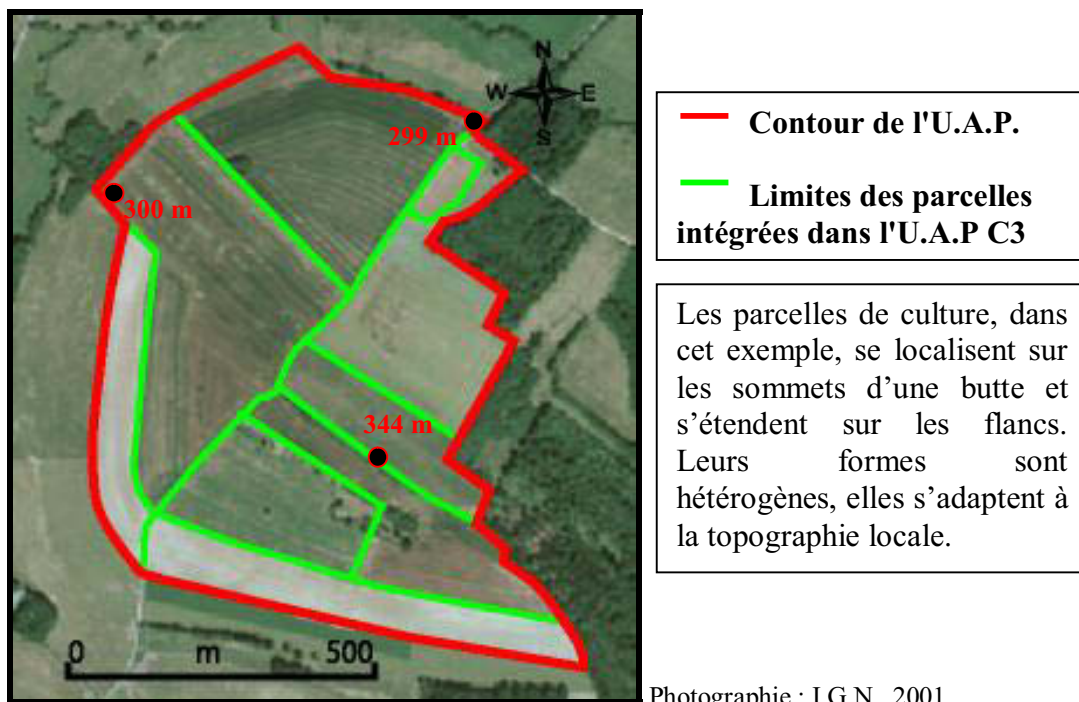 N
W E
S
299 m
300 m
344 m
0 m 500
Contour de l'U.A.P.
Limites des parcelles
intégrées dans l'U.A.P C3
Les parcelles de culture, dans
cet exemple, se localisent sur
les sommets d’une butte et
s’étendent sur les flancs.
Leurs formes sont
hétérogènes, elles s’adaptent à
la topographie locale.
Photographie : I.G.N., 2001